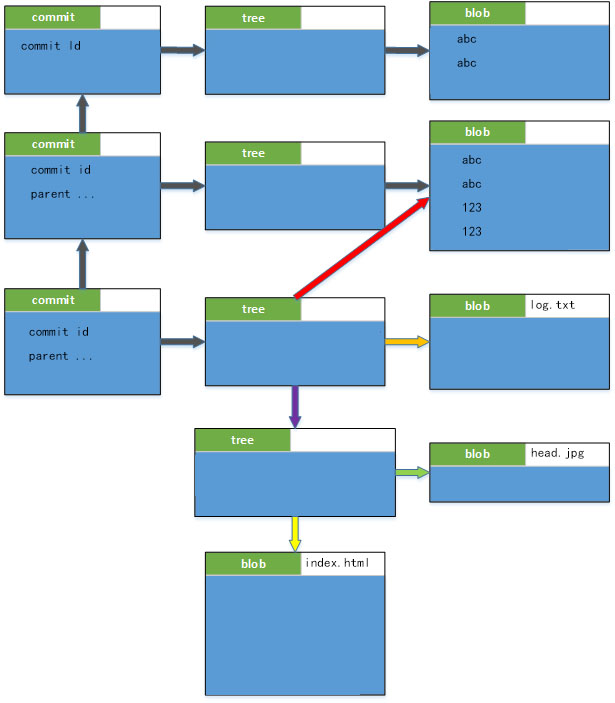 commit
tree
blob
commit Id
abc
abc
commit
tree
blob
commit id
parent ...
abc
abc
123
123
commit
tree
blob log.txt
commit id
parent ...
tree
blob head.jpg
blob index.html